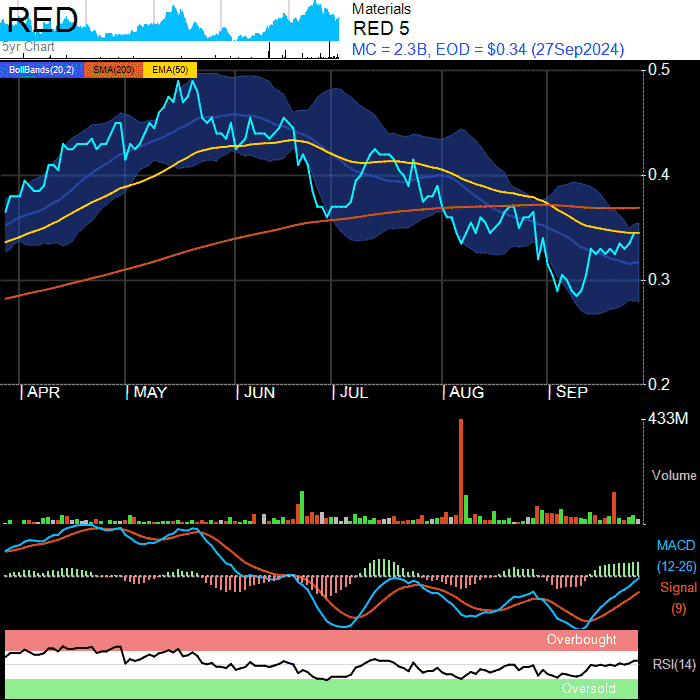 RED
5yr Chart
Materials
RED 5
MC = 2.3B, EOD = $0.34 (27Sep2024)
BollBands(20,2) SMA(200) EMA(50)
0.5
0.4
0.3
0.2
| APR | MAY | JUN | JUL | AUG | SEP
433M
Volume
MACD
(12-26)
Signal
(9)
Overbought
RSI(14)
Oversold